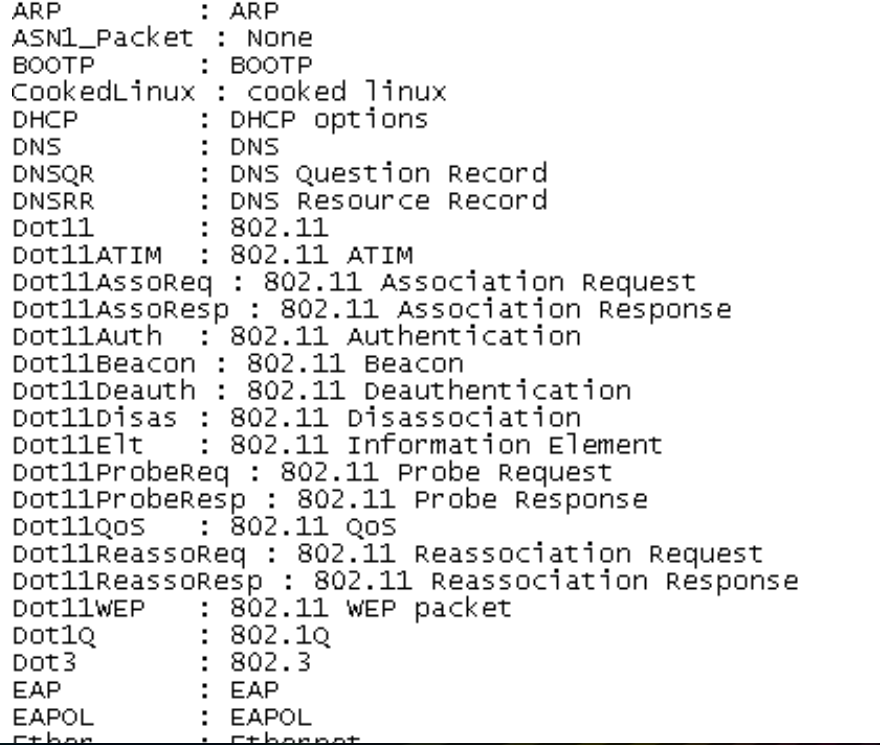 ARP : ARP
ASN1_Packet : None
BOOTP : BOOTP
CookedLinux : cooked linux
DHCP : DHCP options
DNS : DNS
DNSQR : DNS Question Record
DNSRR : DNS Resource Record
Dot11 : 802.11
Dot11ATIM : 802.11 ATIM
Dot11AssoReq : 802.11 Association Request
Dot11AssoResp : 802.11 Association Response
Dot11Auth : 802.11 Authentication
Dot11Beacon : 802.11 Beacon
Dot11Deauth : 802.11 Deauthentication
Dot11Disas : 802.11 Disassociation
Dot11Elt : 802.11 Information Element
Dot11ProbeReq : 802.11 Probe Request
Dot11ProbeResp : 802.11 Probe Response
Dot11QoS : 802.11 QoS
Dot11ReassoReq : 802.11 Reassociation Request
Dot11ReassoResp : 802.11 Reassociation Response
Dot11WEP : 802.11 WEP packet
Dot1Q : 802.1Q
Dot3 : 802.3
EAP : EAP
EAPOL : EAPOL
Ether : Ethernet